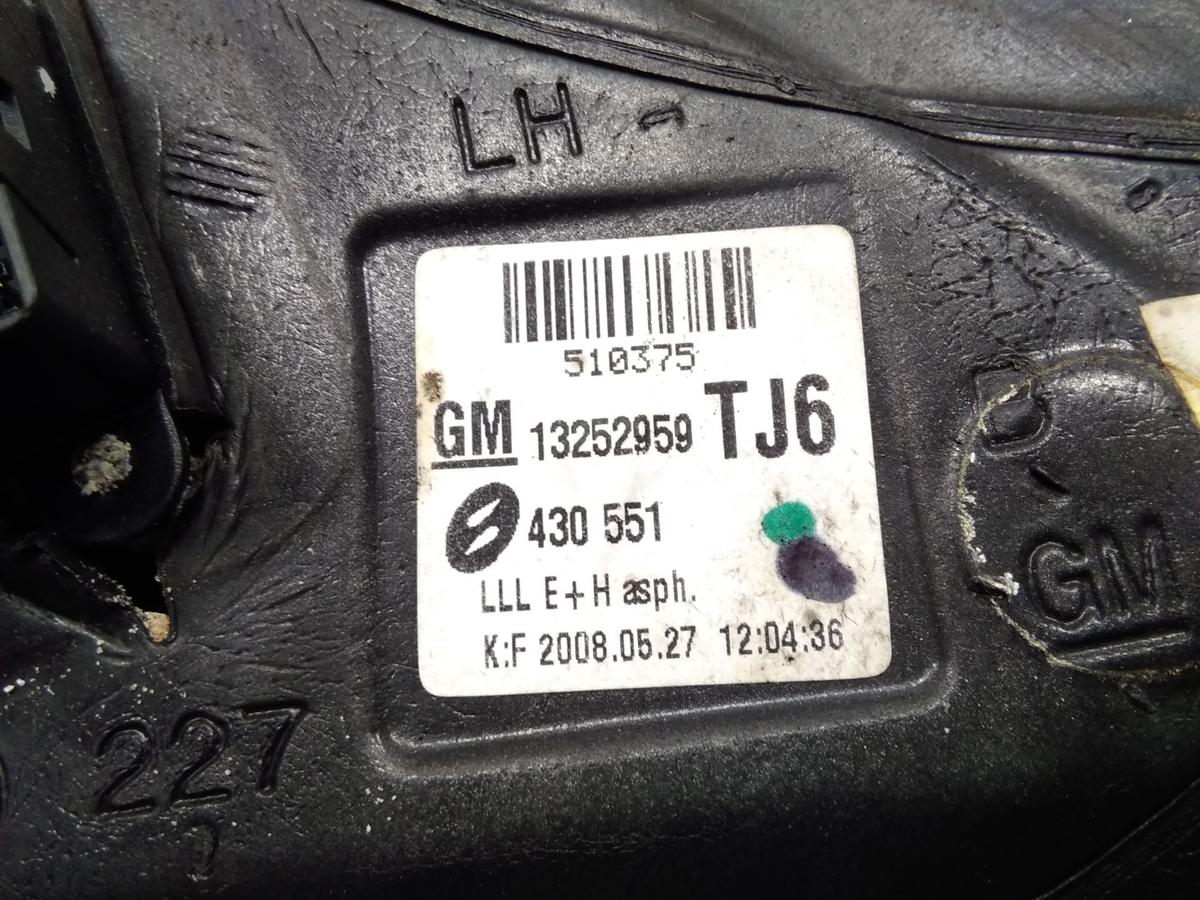 LH
510375
GM 13252959 TJ6
430 551
LLL E+H asph.
K:F 2008.05.27 12:04:36
GM
227